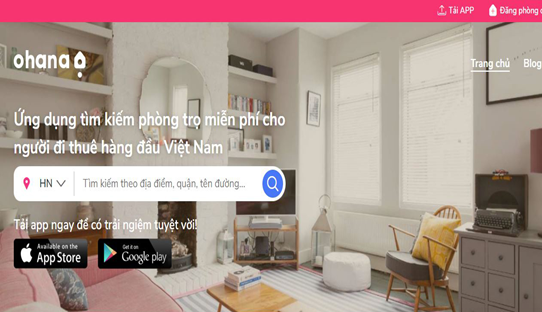 Tải APP
Đăng phòng
ohana
Trang chủ
Blog
Ứng dụng tìm kiếm phòng trọ miễn phí cho
người đi thuê hàng đầu Việt Nam
HN
Tìm kiếm theo địa điểm, quận, tên đường...
Tải app ngay để có trải ngiệm tuyệt vời!
Available on the
App Store
Get it on
Google play